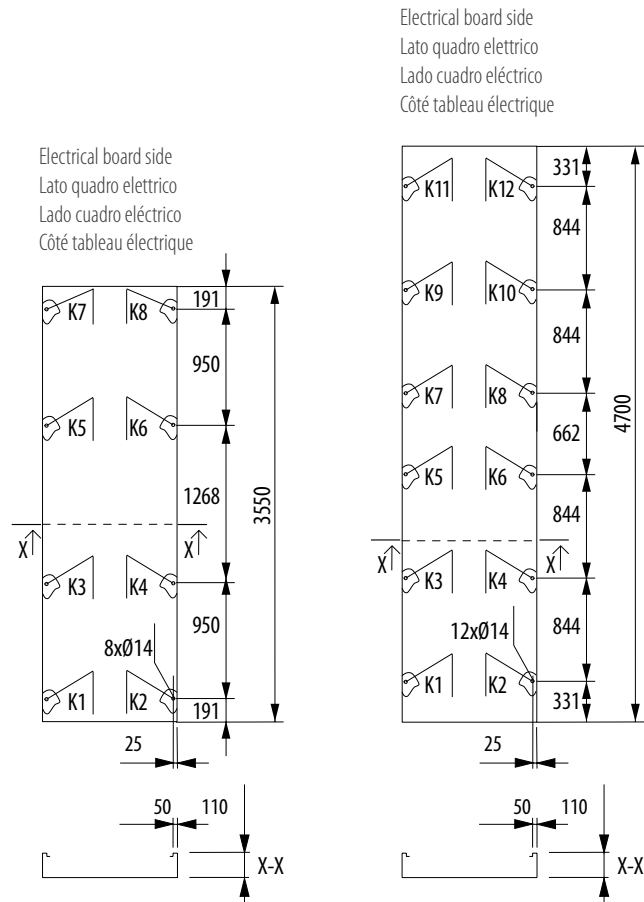 Electrical board side
Lato quadro elettrico
Lado cuadro eléctrico
Côté tableau électrique
K7 K8 191
950
K5 K6
1268
3550
X X
K3 K4
950
8xØ14
K1 K2 191
25
50 110
X-X
Electrical board side
Lato quadro elettrico
Lado cuadro eléctrico
Côté tableau électrique
331
K11 K12
844
K9 K10
844
K7 K8
4700
662
K5 K6
844
X X
K3 K4
844
12xØ14
K1 K2
331
25
50 110
X-X